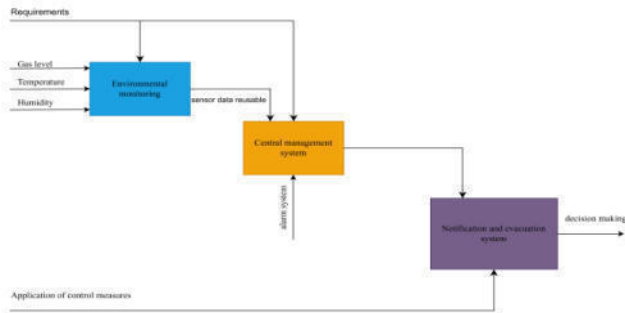 Requirements
Gas level
Temperature
Humidity
Environmental
monitoring
sensor data reusable
Central management
system
alarm system
Notification and evacuation
system
decision making
Application of control measures